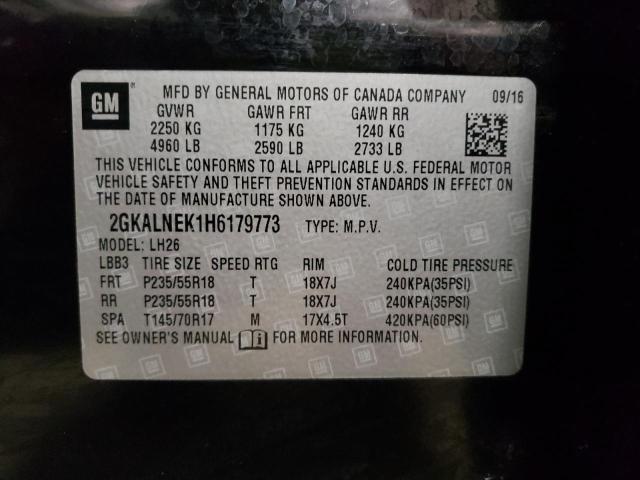 GM ® MFD BY GENERAL MOTORS OF CANADA COMPANY 09/16
GVWR GAWR FRT GAWR RR
2250 KG 1175 KG 1240 KG
4960 LB 2590 LB 2733 LB
THIS VEHICLE CONFORMS TO ALL APPLICABLE U.S. FEDERAL MOTOR
VEHICLE SAFETY AND THEFT PREVENTION STANDARDS IN EFFECT ON
THE DATE OF MANUFACTURE SHOWN ABOVE.
2GKALNEK1H6179773 TYPE: M.P.V.
MODEL: LH26
LBB3 TIRE SIZE SPEED RTG RIM COLD TIRE PRESSURE
FRT P235/55R18 T 18X7J 240KPA(35PSI)
RR P235/55R18 T 18X7J 240KPA(35PSI)
SPA T145/70R17 M 17X4.5T 420KPA(60PSI)
SEE OWNER'S MANUAL i FOR MORE INFORMATION.